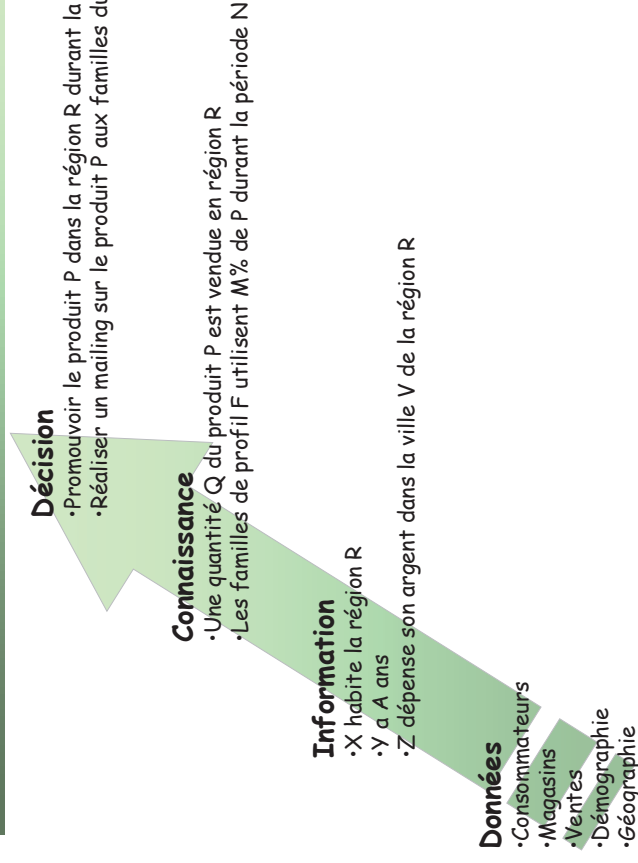 Décision
•Promouvoir le produit P dans la région R durant la
•Réaliser un mailing sur le produit P aux familles du
Connaissance
•Une quantité Q du produit P est vendue en région R
•Les familles de profil F utilisent M% de P durant la période N
Information
•X habite la région R
•Y a A ans
•Z dépense son argent dans la ville V de la région R
Données
•Consommateurs
•Magasins
•Ventes
•Démographie
•Géographie